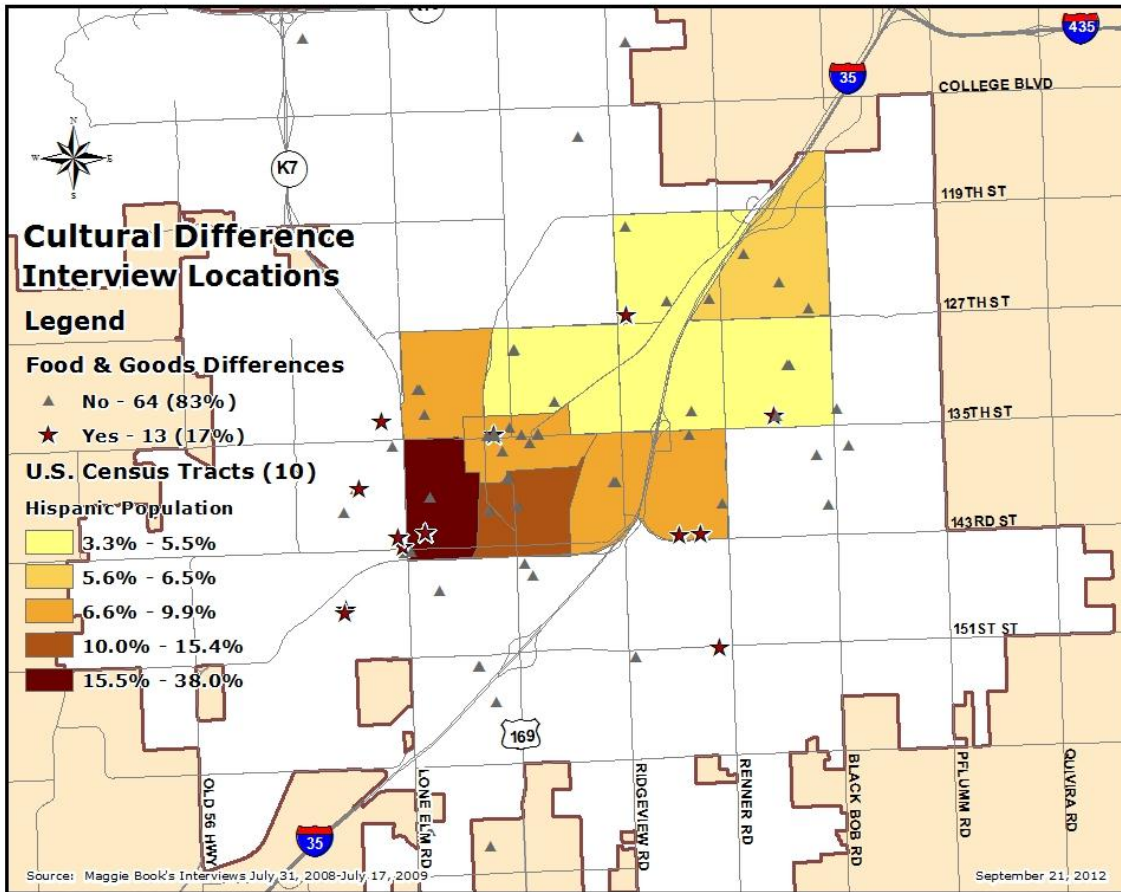 435
35
COLLEGE BLVD
N
W E
S
K7
119TH ST
Cultural Difference
Interview Locations
127TH ST
Legend
Food & Goods Differences
No - 64 (83%)
135TH ST
Yes - 13 (17%)
U.S. Census Tracts (10)
Hispanic Population
143RD ST
3.3% - 5.5%
5.6% - 6.5%
6.6% - 9.9%
10.0% - 15.4%
151ST ST
15.5% - 38.0%
169
OLD 56 HWY
LONE ELM RD
RIDGEVIEW RD
RENNER RD
BLACK BOB RD
PFLUMM RD
QUIVIRA RD
35
Source: Maggie Book's Interviews July 31, 2008-July 17, 2009
September 21, 2012